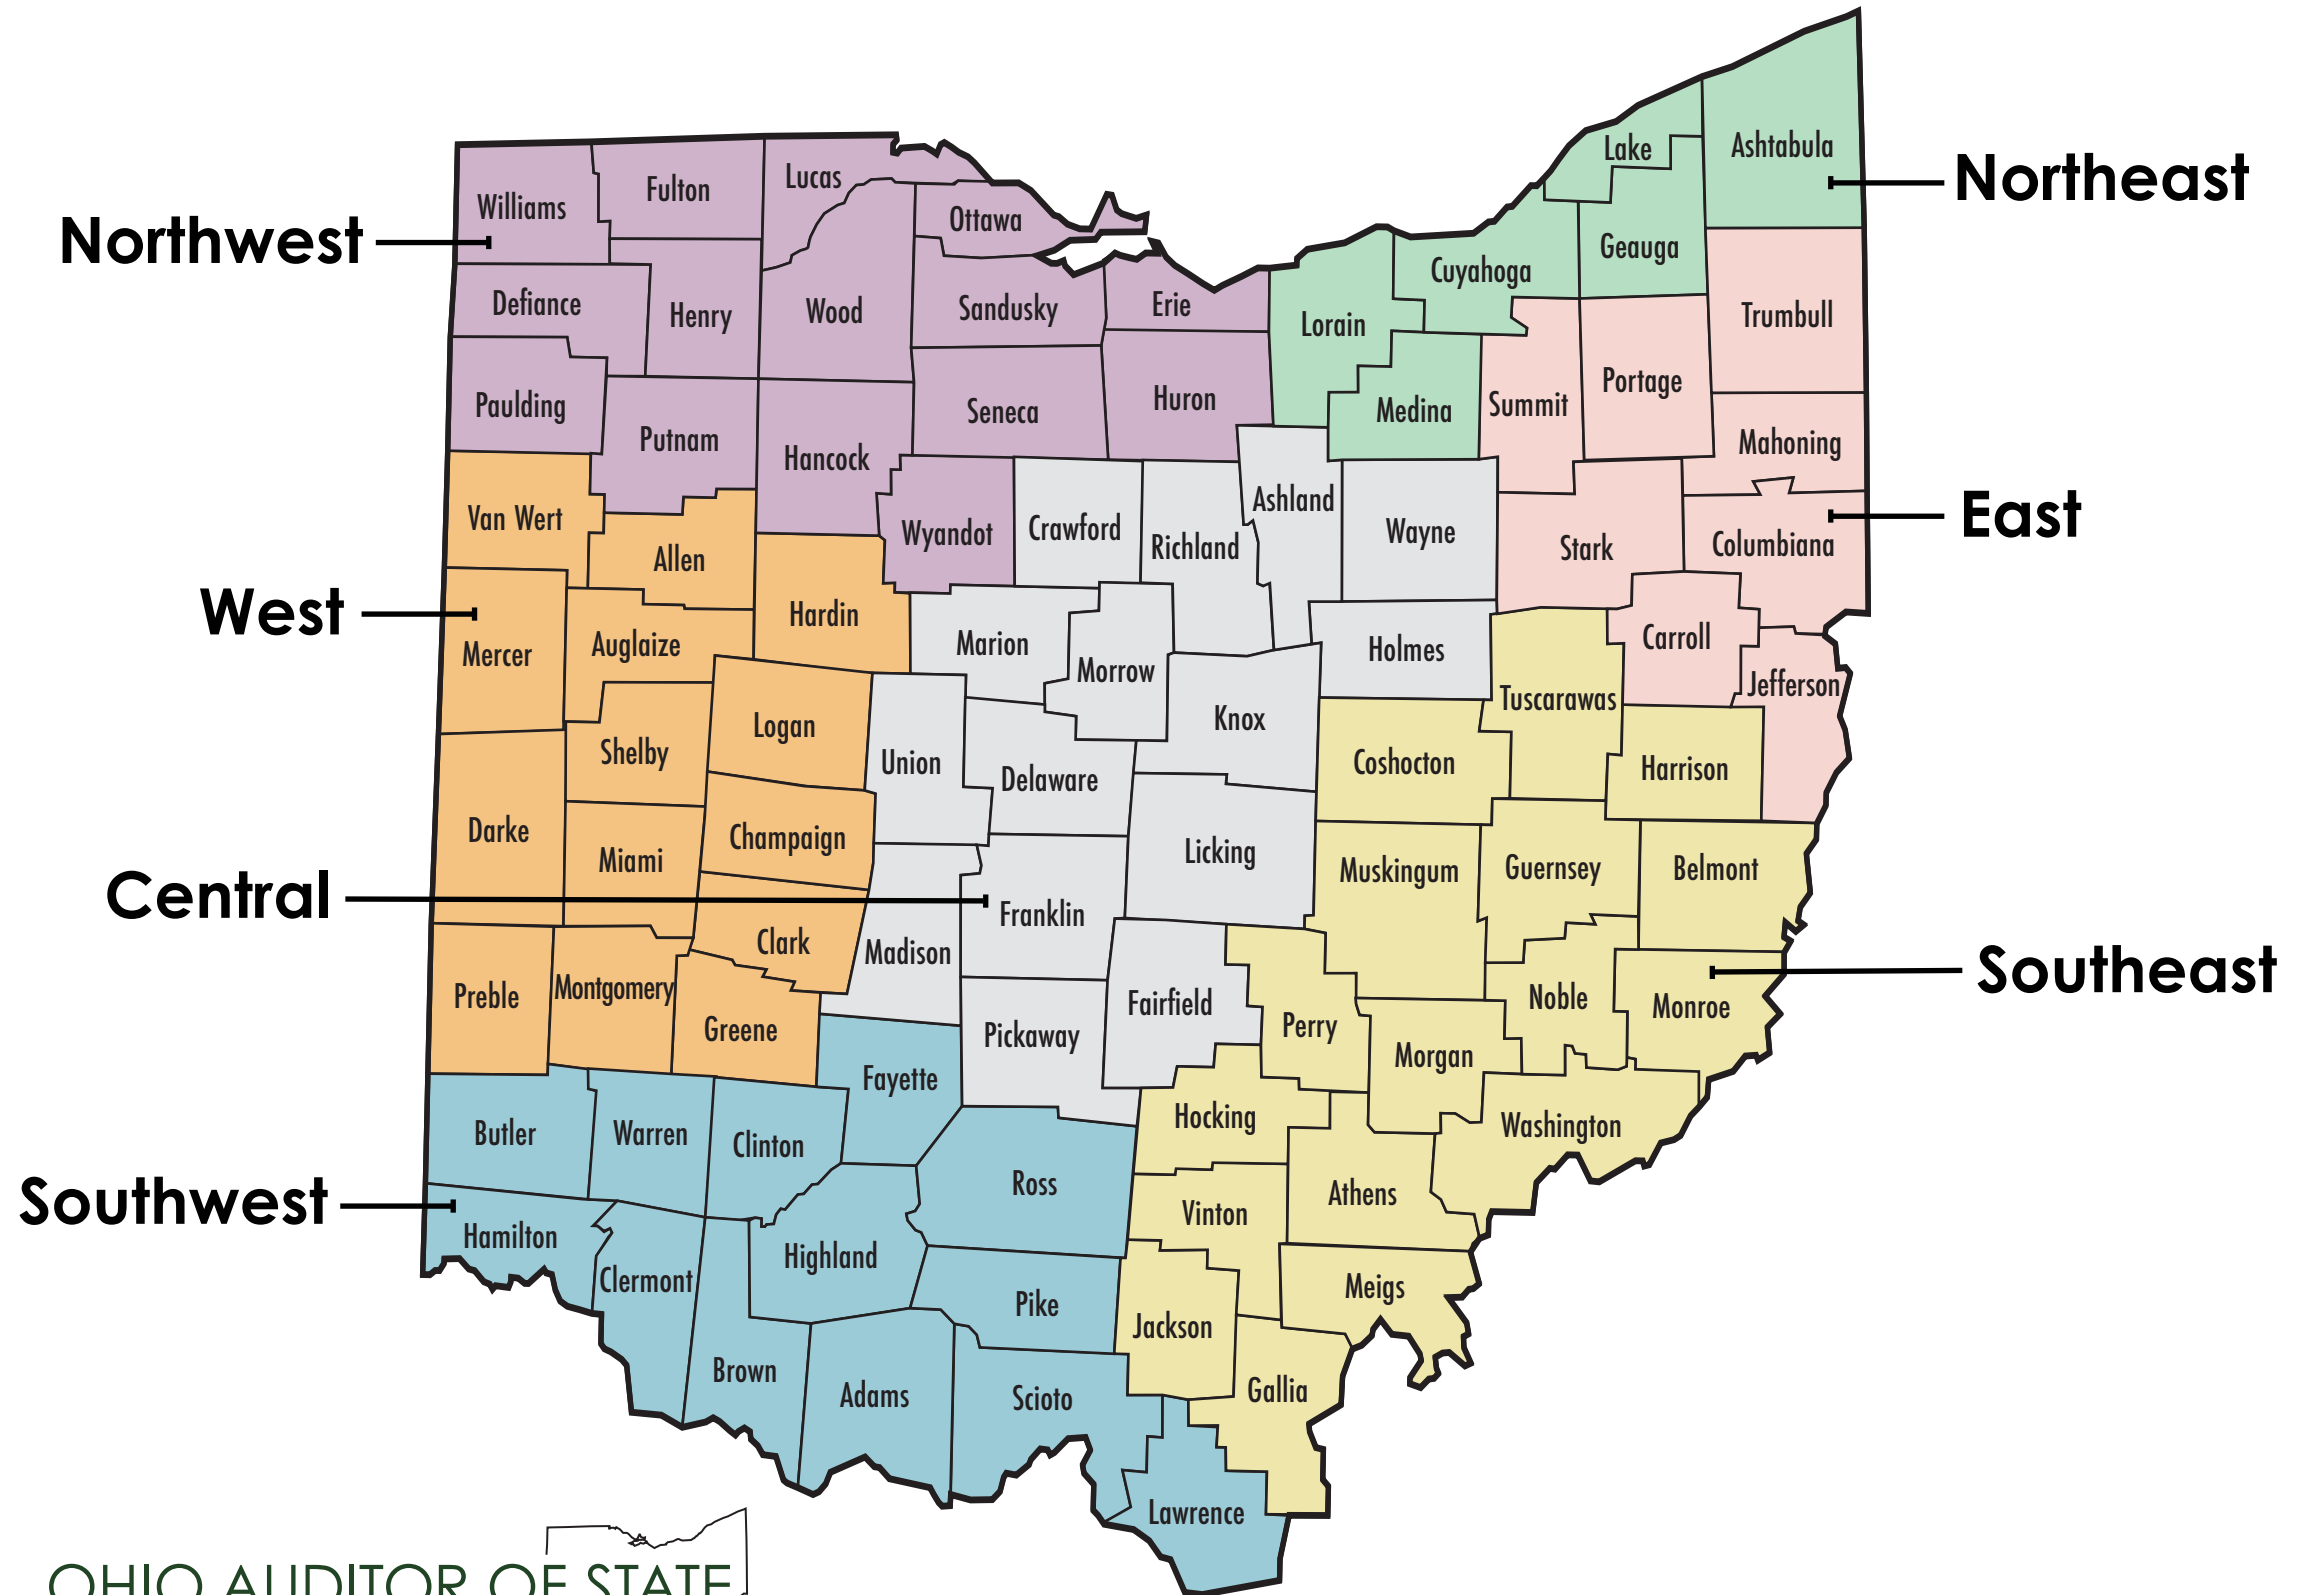 Northwest
Northeast
East
West
Central
Southeast
Southwest
Williams
Fulton
Lucas
Ottawa
Defiance
Henry
Wood
Sandusky
Erie
Paulding
Putnam
Hancock
Seneca
Huron
Wyandot
Lake
Ashtabula
Geauga
Cuyahoga
Lorain
Medina
Trumbull
Summit
Portage
Mahoning
Stark
Columbiana
Carroll
Jefferson
Van Wert
Allen
Hardin
Mercer
Auglaize
Logan
Shelby
Darke
Miami
Champaign
Clark
Preble
Montgomery
Greene
Crawford
Richland
Ashland
Wayne
Marion
Morrow
Holmes
Knox
Union
Delaware
Licking
Franklin
Madison
Pickaway
Fairfield
Tuscarawas
Coshocton
Harrison
Muskingum
Guernsey
Belmont
Perry
Noble
Monroe
Morgan
Hocking
Washington
Athens
Vinton
Meigs
Jackson
Gallia
Fayette
Butler
Warren
Clinton
Ross
Hamilton
Clermont
Highland
Pike
Brown
Adams
Scioto
Lawrence
OHIO AUDITOR OF STATE